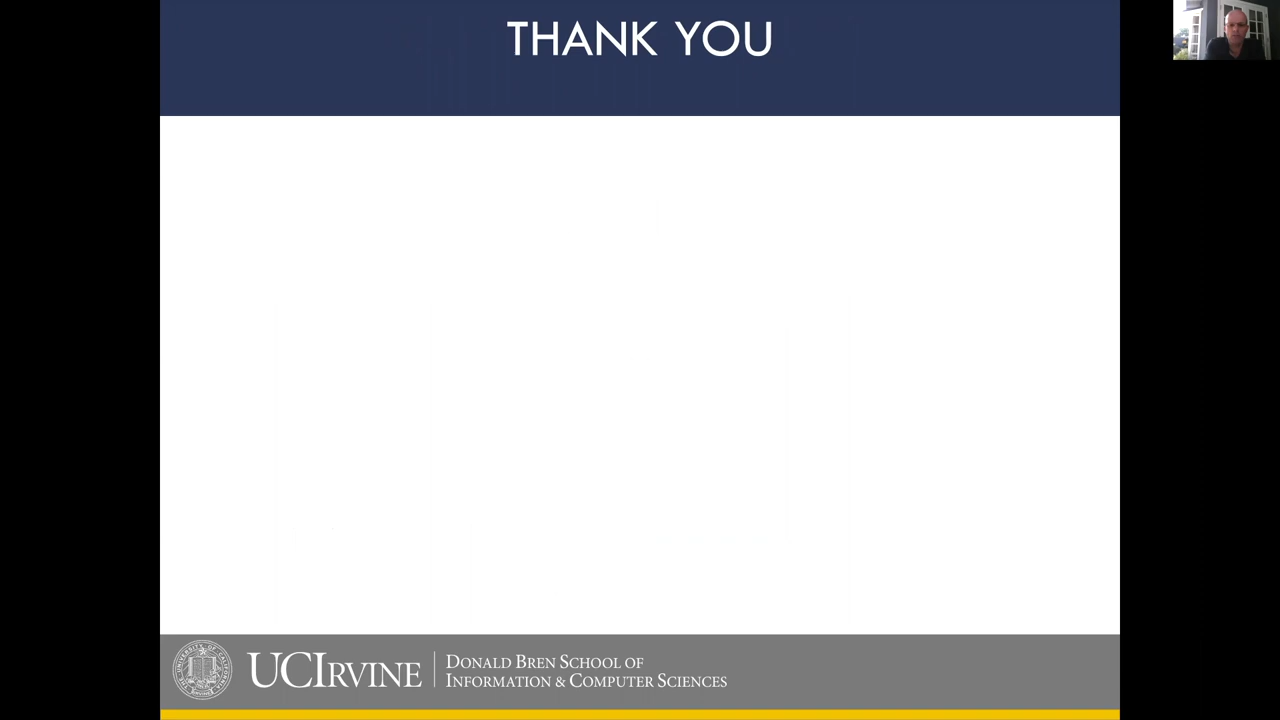 THANK YOU
UCIRVINE
DONALD BREN SCHOOL OF
INFORMATION & COMPUTER SCIENCES